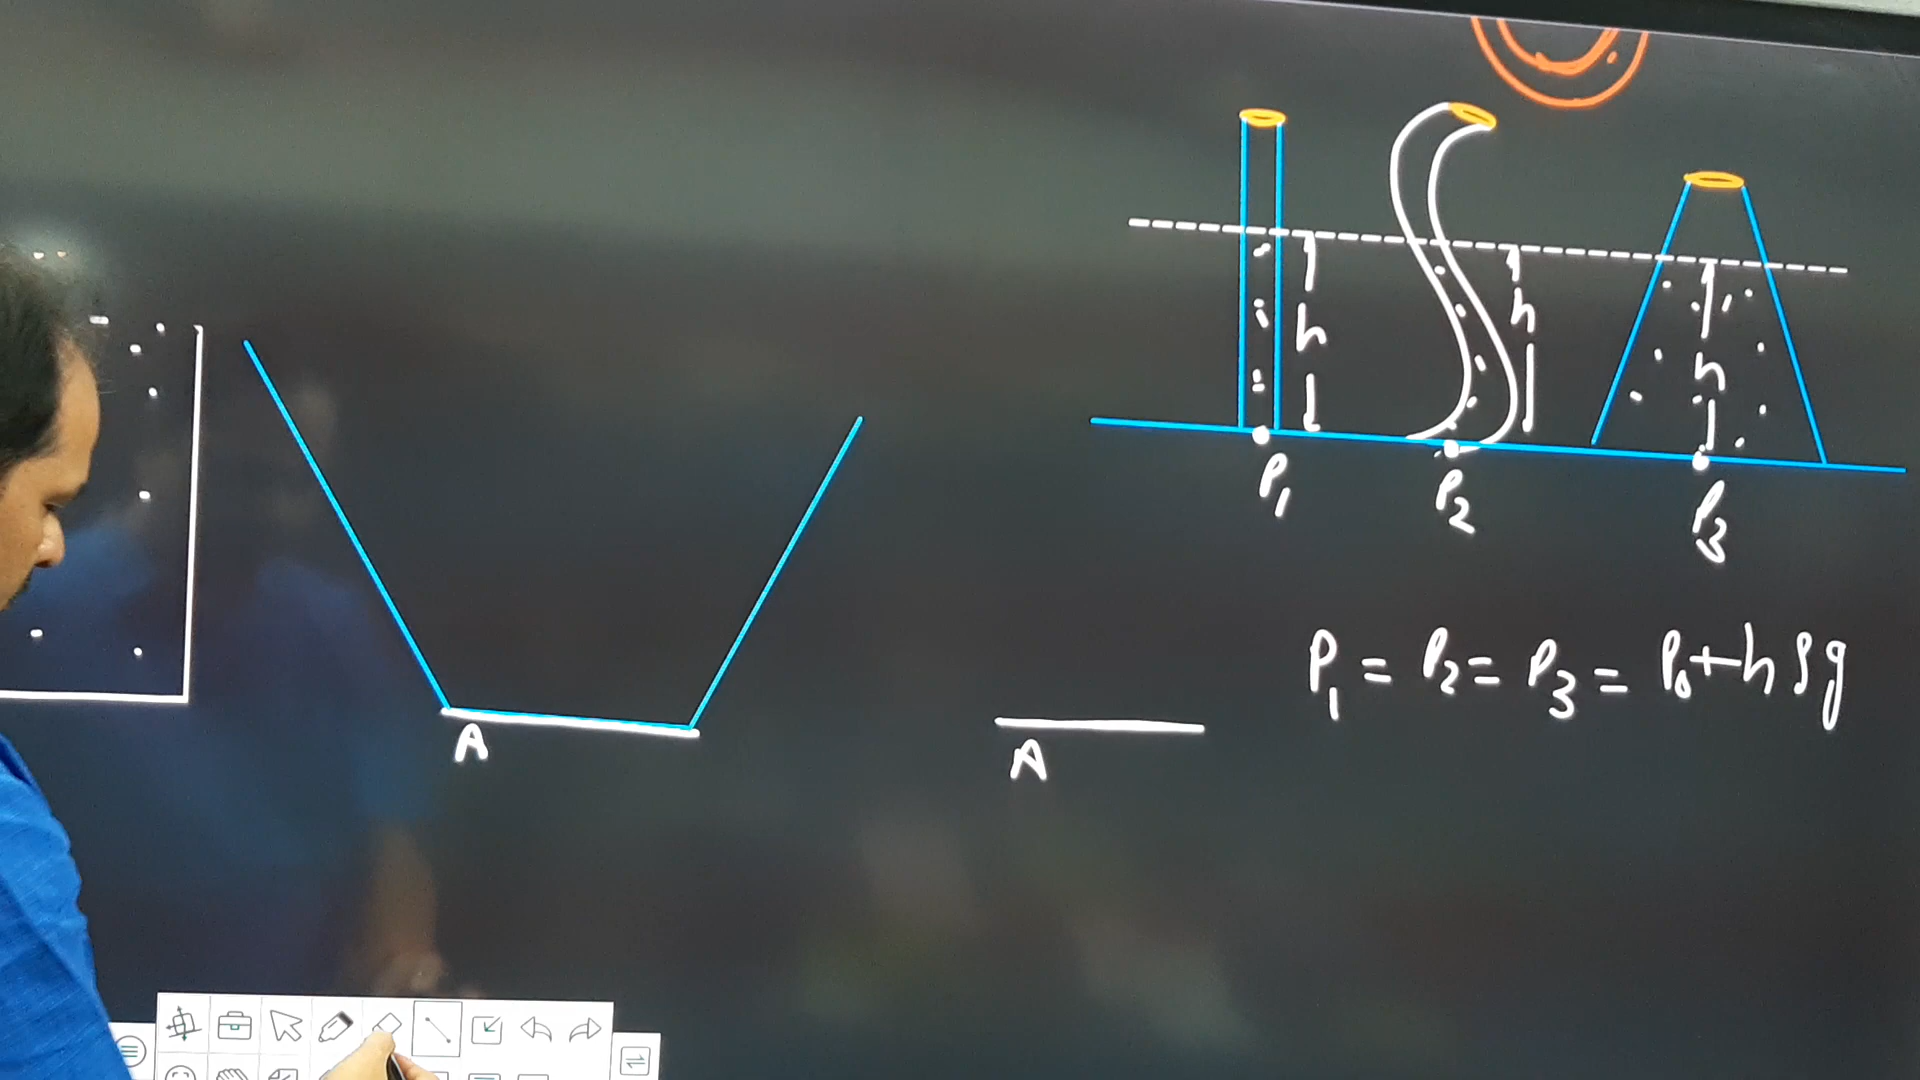 h h h
P₁ P₂ P₃
P₁ = P₂ = P₃ = P₀ + hρg
A A